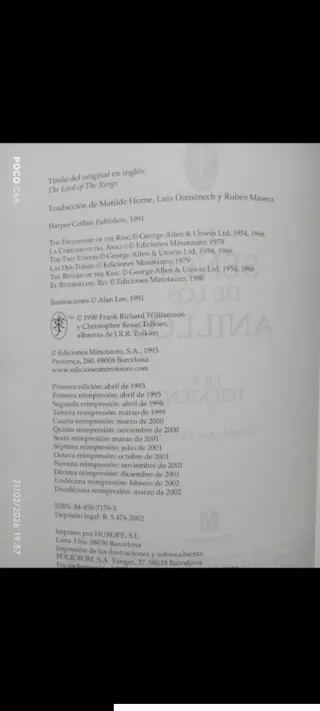 Título del original en inglés:
The Lord of The Rings
Traducción de Matilde Horne, Luis Domènech y Rubén Masera
Harper Collins Publishers, 1991
THE FELLOWSHIP OF THE RING © George Allen & Unwin Ltd. 1954, 1966
LA COMUNIDAD DEL ANILLO © Ediciones Minotauro, 1978
THE TWO TOWERS © George Allen & Unwin Ltd. 1954, 1966
LAS DOS TORRES © Ediciones Minotauro, 1979
THE RETURN OF THE KING © George Allen & Unwin Ltd. 1954, 1966
EL RETORNO DEL REY © Ediciones Minotauro, 1980
Ilustraciones © Alan Lee, 1991
© 1990 Frank Richard Williamson
y Christopher Reuel Tolkien,
albaceas de J.R.R. Tolkien
© Ediciones Minotauro, S.A., 1993
Provença, 260. 08008 Barcelona
www.edicionesminotauro.com
Primera edición: abril de 1993
Primera reimpresión: abril de 1995
Segunda reimpresión: abril de 1998
Tercera reimpresión: marzo de 1999
Cuarta reimpresión: marzo de 2000
Quinta reimpresión: noviembre de 2000
Sexta reimpresión: marzo de 2001
Séptima reimpresión: julio de 2001
Octava reimpresión: octubre de 2001
Novena reimpresión: noviembre de 2001
Décima reimpresión: diciembre de 2001
Undécima reimpresión: febrero de 2002
Duodécima reimpresión: marzo de 2002
ISBN: 84-450-7179-3
Depósito legal: B. 5.474-2002
Impreso por HUROPE, S.L.
Lima 3 bis. 08030 Barcelona
Impresión de las ilustraciones y sobrecubierta:
POLICROM, S.A. Tánger, 27. 08018 Barcelona
DE LOS
ANILLOS
J.R.R.
TOLKIEN
POCO C65
21/02/2026 19:57